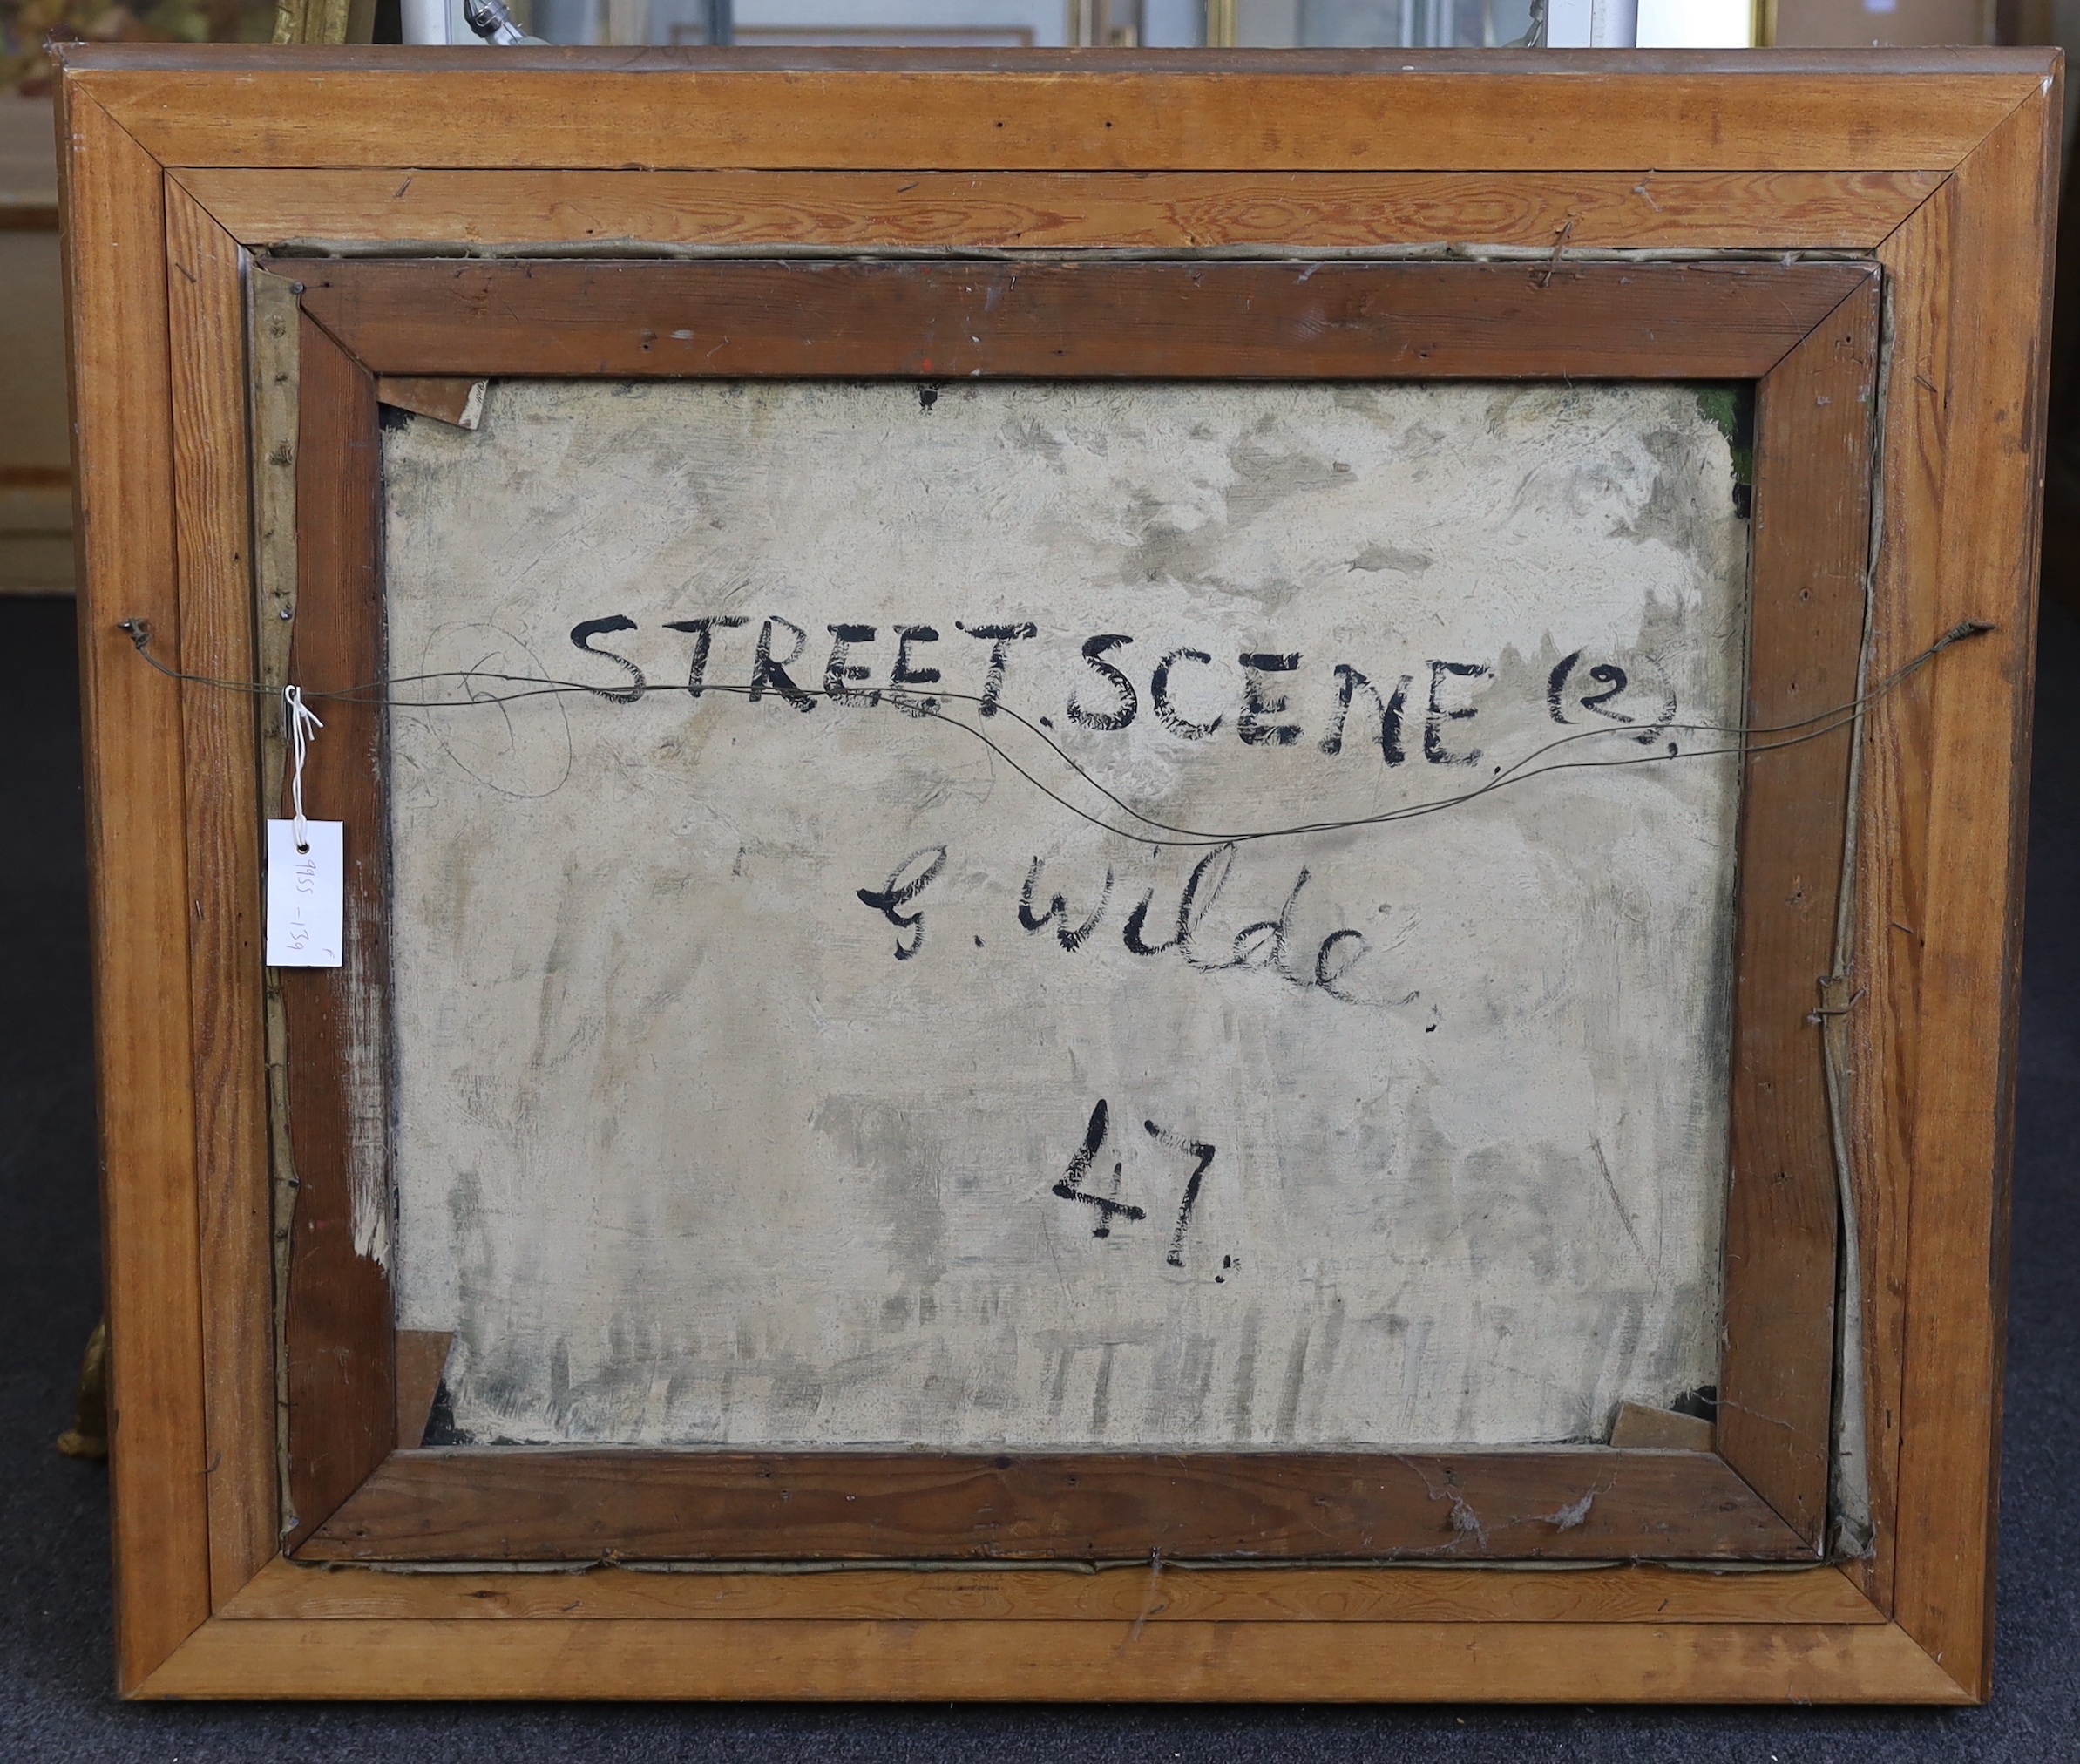 STREET. SCENE. (2).
G. Wilde.
47.
9955 - 139